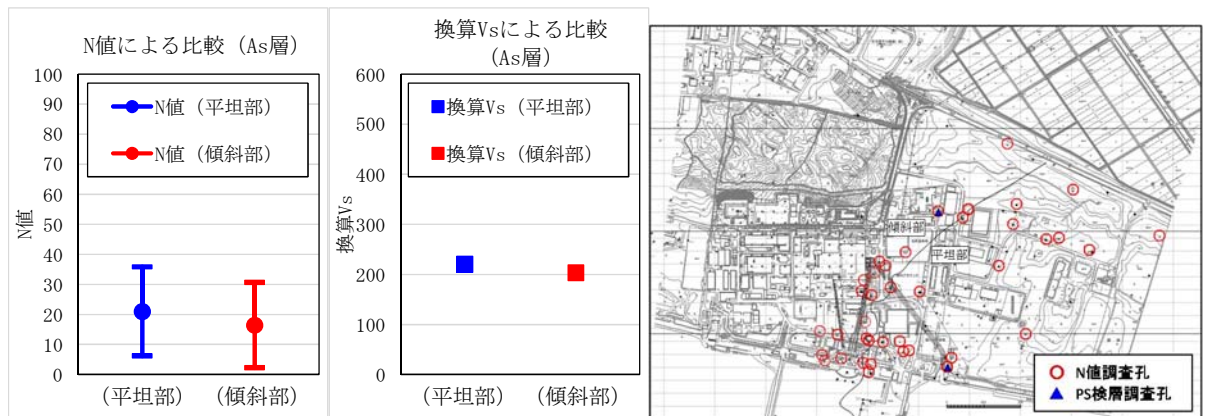 N値による比較（As層）
100
90
80
70
60
50
40
30
20
10
0
N値
N値（平坦部）
N値（傾斜部）
（平坦部）
（傾斜部）
換算Vsによる比較
（As層）
600
500
400
300
200
100
0
換算Vs
換算Vs（平坦部）
換算Vs（傾斜部）
（平坦部）
（傾斜部）
傾斜部
平坦部
N値調査孔
PS検層調査孔